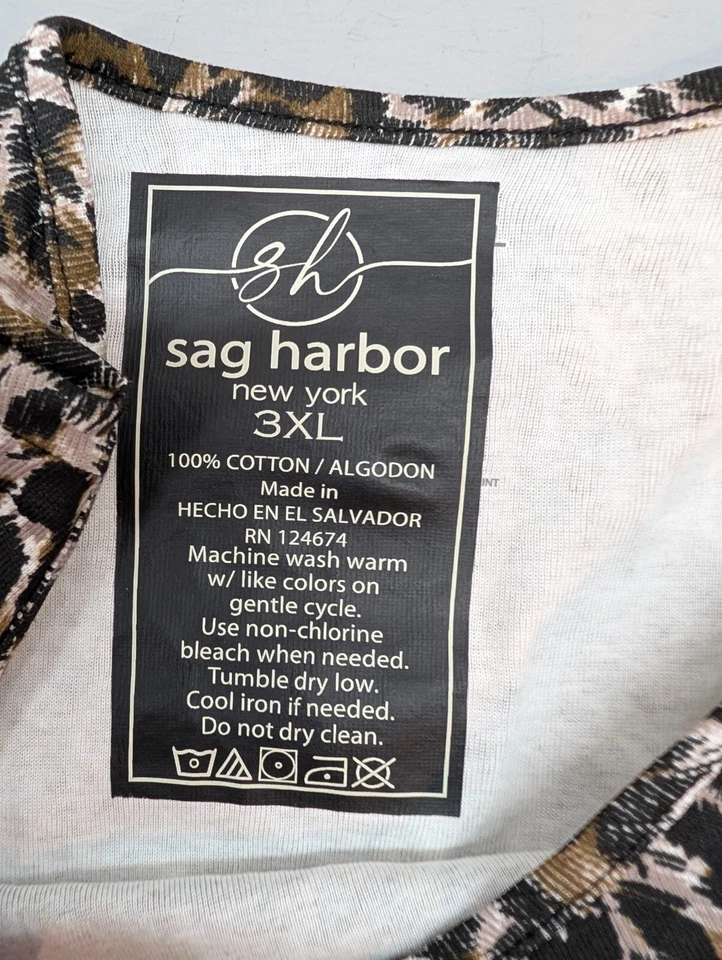 sh
sag harbor
new york
3XL
100% COTTON / ALGODON
Made in
HECHO EN EL SALVADOR
RN 124674
Machine wash warm
w/ like colors on
gentle cycle.
Use non-chlorine
bleach when needed.
Tumble dry low.
Cool iron if needed.
Do not dry clean.
INT